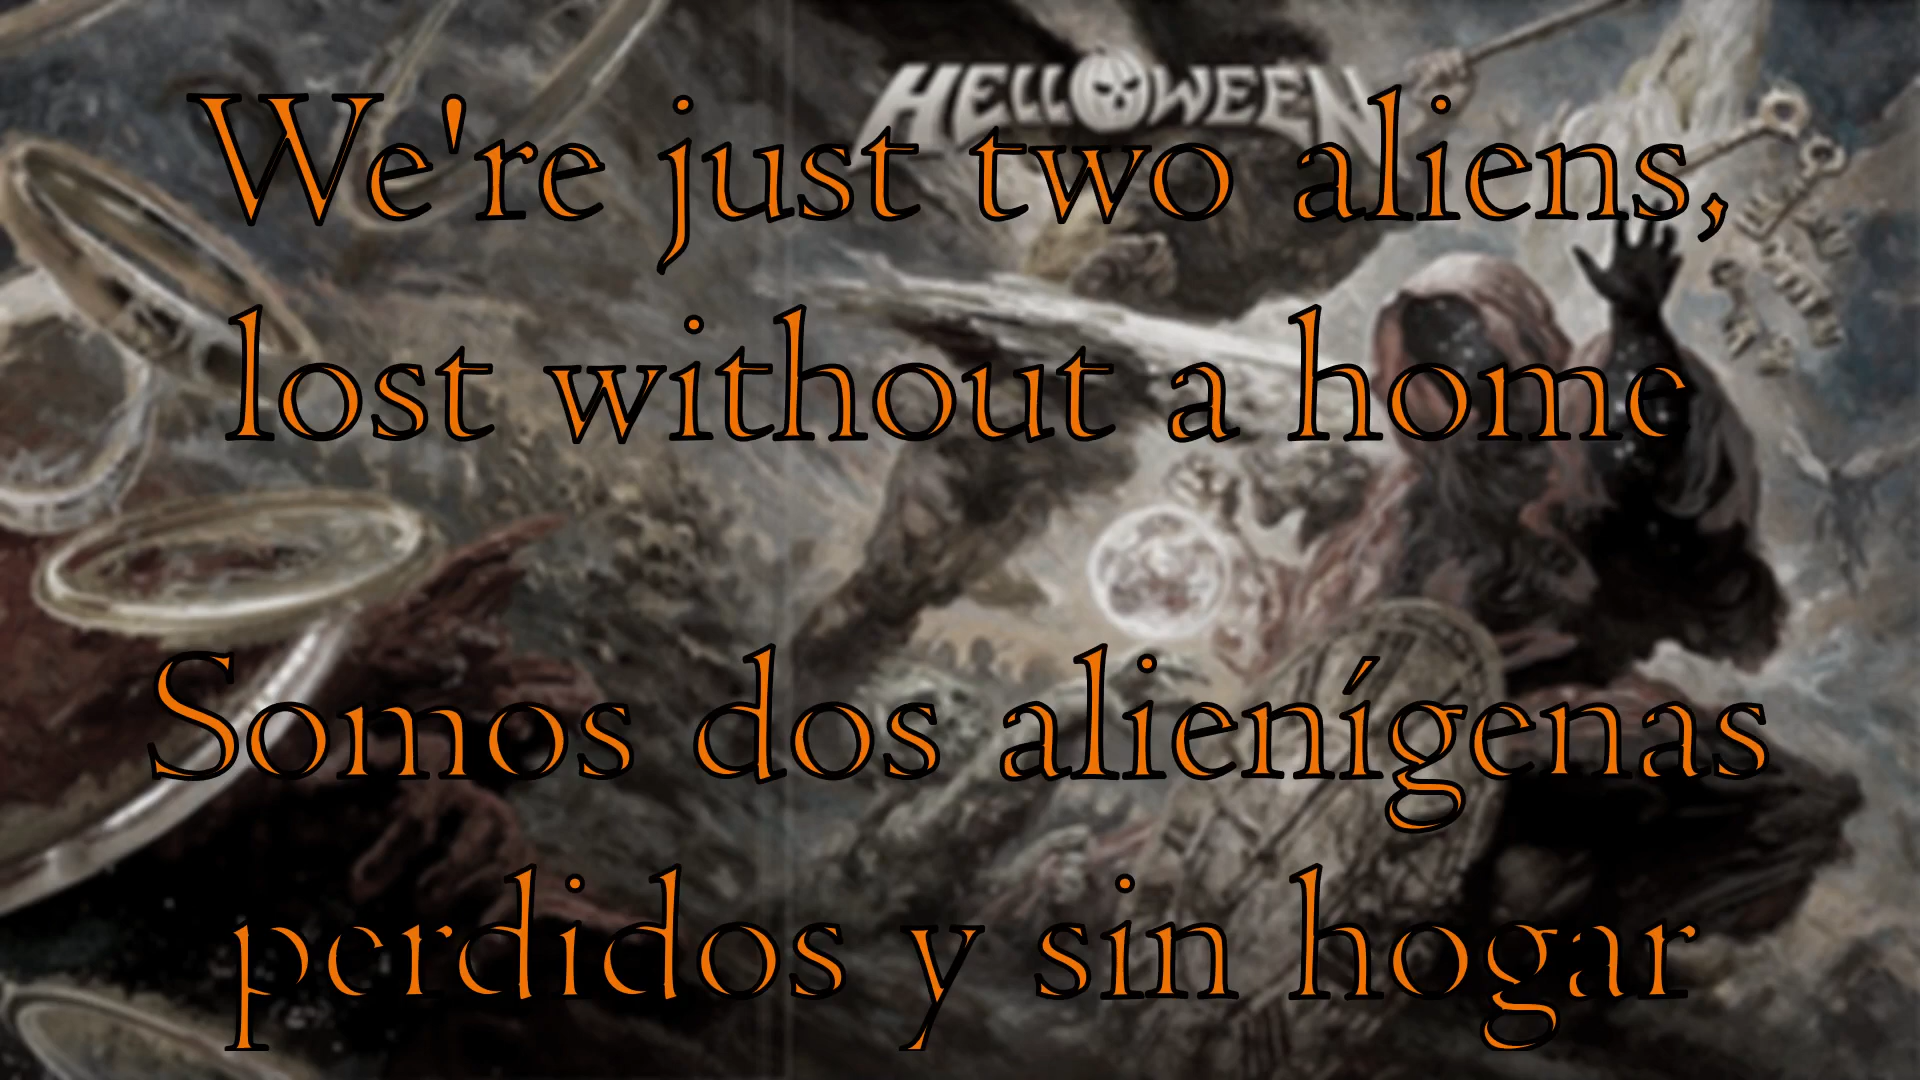 HELLOWEEN
We're just two aliens,
lost without a home
Somos dos alienígenas
perdidos y sin hogar